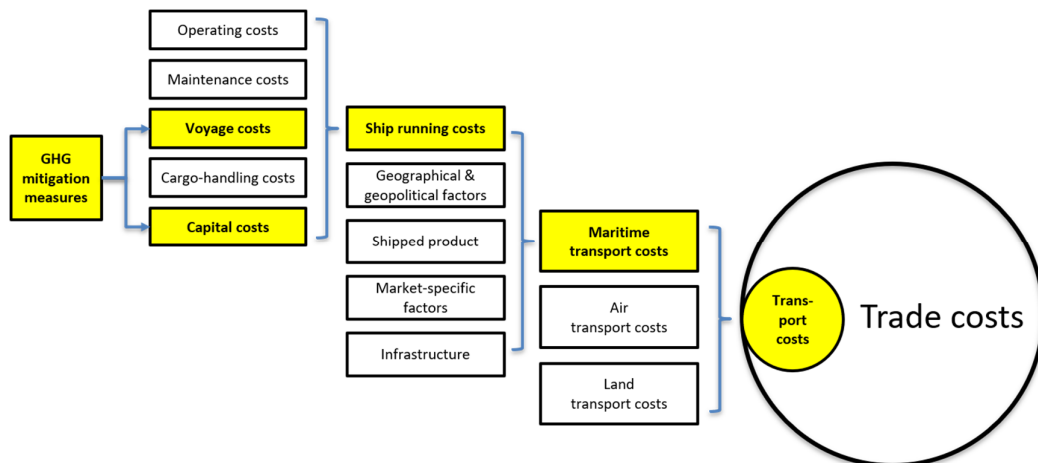 Operating costs
Maintenance costs
Voyage costs
Cargo-handling costs
Capital costs
GHG
mitigation
measures
Ship running costs
Geographical &
geopolitical factors
Shipped product
Market-specific
factors
Infrastructure
Maritime
transport costs
Air
transport costs
Land
transport costs
Trans-
port
costs
Trade costs